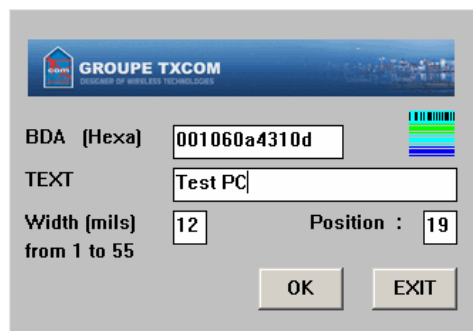 com
GROUPE TXCOM
DESIGNER OF WIRELESS TECHNOLOGIES
BDA (Hexa) 001060a4310d
TEXT Test PC
Width (mils) 12 Position : 19
from 1 to 55
OK EXIT